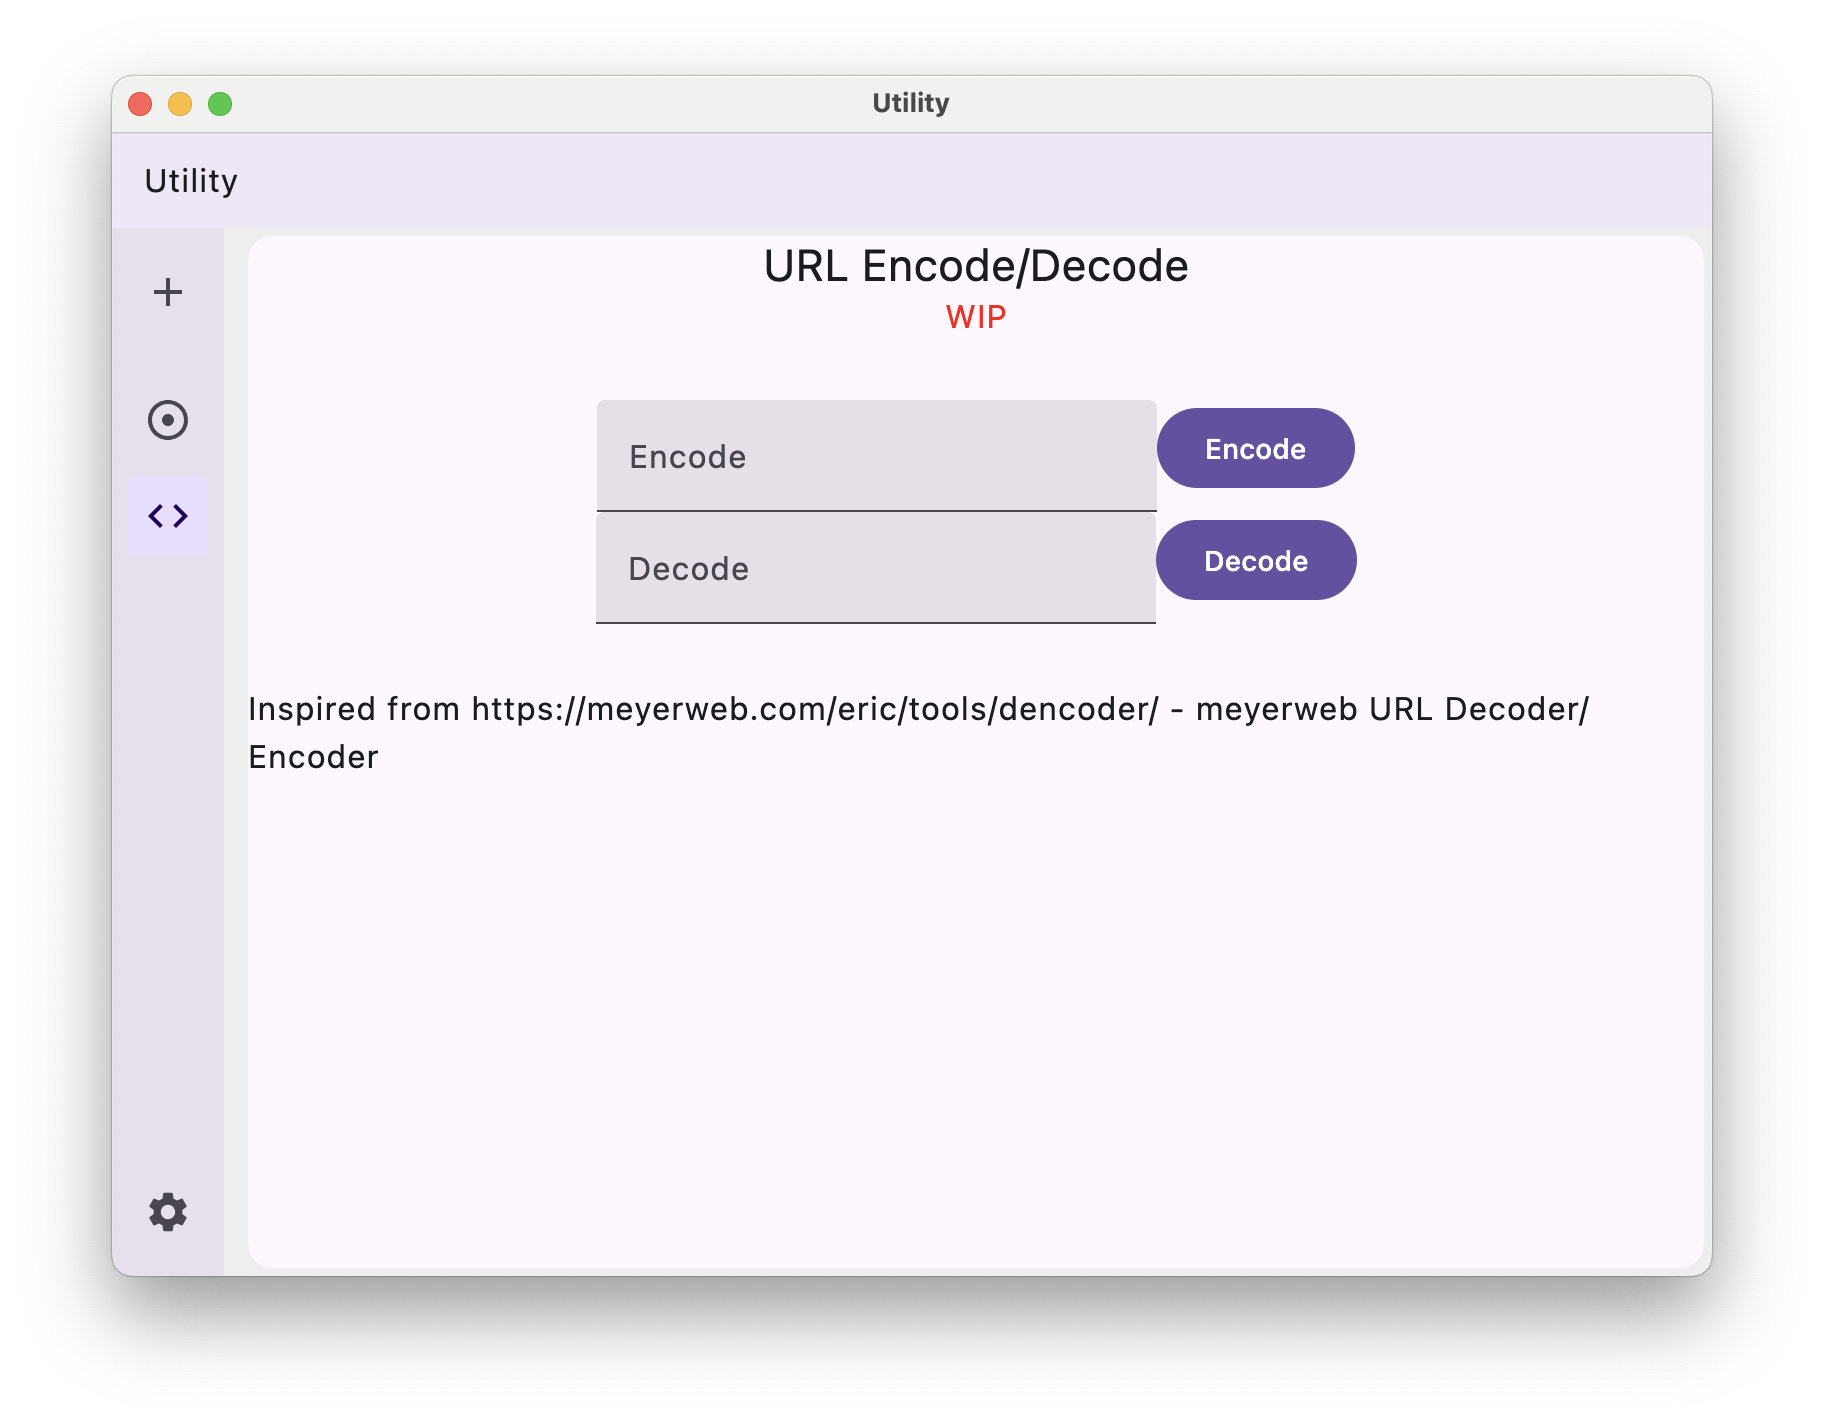 Utility
Utility
URL Encode/Decode
WIP
Encode
Encode
Decode
Decode
Inspired from https://meyerweb.com/eric/tools/dencoder/ - meyerweb URL Decoder/
Encoder